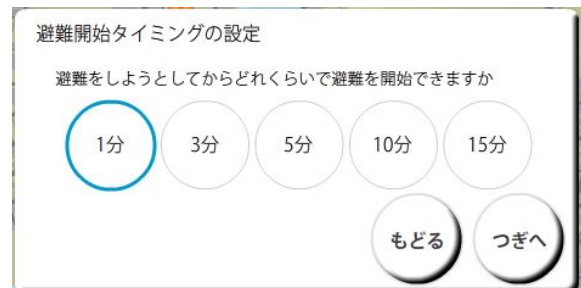 避難開始タイミングの設定
避難をしようとしてからどれくらいで避難を開始できますか
1分 3分 5分 10分 15分
もどる つぎへ